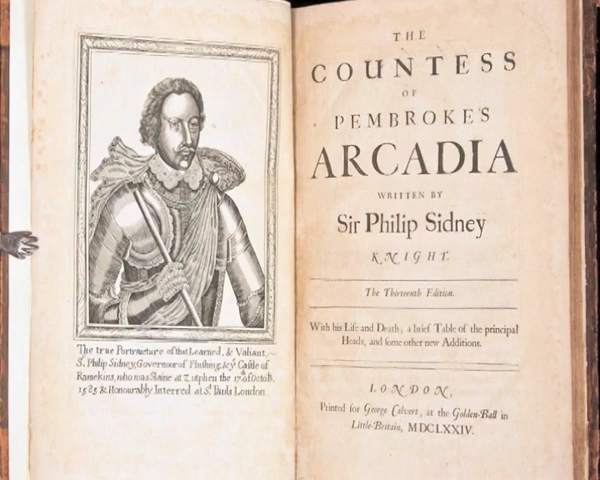 The true Portraicture of that Learned, & Valiant,
Sr. Philip Sidney, Governour of Flushing, & ye Castle of
Ramekins, who was Slaine at Zutphen the 17th of Octob.
1585 & Honourably Interred at St. Pauls London.
THE
COUNTESS
OF
PEMBROKE'S
ARCADIA
WRITTEN BY
Sir Philip Sidney
KNIGHT.
The Thirteenth Edition.
With his Life and Death; a brief Table of the principal
Heads, and some other new Additions.
LONDON,
Printed for George Calvert, at the Golden-Ball in
Little-Britain, MDCLXXIV.